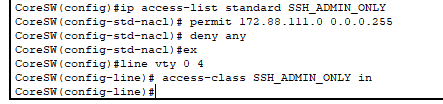 CoreSW(config)#ip access-list standard SSH_ADMIN_ONLY
CoreSW(config-std-nacl)# permit 172.88.111.0 0.0.0.255
CoreSW(config-std-nacl)# deny any
CoreSW(config-std-nacl)#ex
CoreSW(config)#line vty 0 4
CoreSW(config-line)# access-class SSH_ADMIN_ONLY in
CoreSW(config-line)#